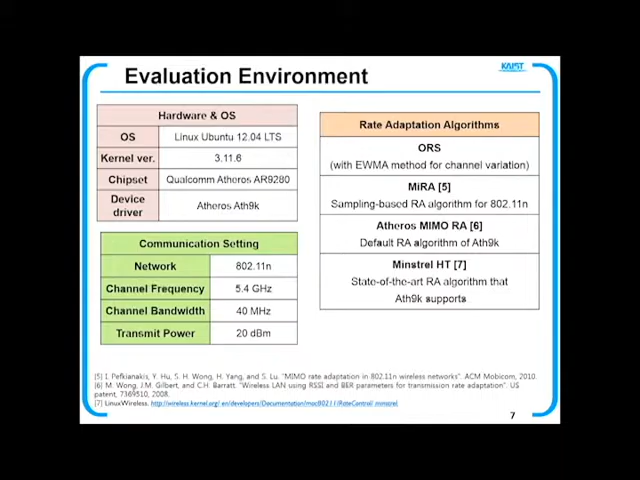 Evaluation Environment
KAIST
Hardware & OS
OS Linux Ubuntu 12.04 LTS
Kernel ver. 3.11.6
Chipset Qualcomm Atheros AR9280
Device driver Atheros Ath9k
Communication Setting
Network 802.11n
Channel Frequency 5.4 GHz
Channel Bandwidth 40 MHz
Transmit Power 20 dBm
Rate Adaptation Algorithms
ORS
(with EWMA method for channel variation)
MiRA [5]
Sampling-based RA algorithm for 802.11n
Atheros MIMO RA [6]
Default RA algorithm of Ath9k
Minstrel HT [7]
State-of-the-art RA algorithm that
Ath9k supports
[5] I. Pefkianakis, Y. Hu, S. H. Wong, H. Yang, and S. Lu. "MIMO rate adaptation in 802.11n wireless networks". ACM Mobicom, 2010.
[6] M. Wong, J.M. Gilbert, and C.H. Barratt. "Wireless LAN using RSSI and BER parameters for transmission rate adaptation". US
patent, 7369510, 2008.
[7] LinuxWireless. http://wireless.kernel.org/en/developers/Documentation/mac80211/RateControl/minstrel
7